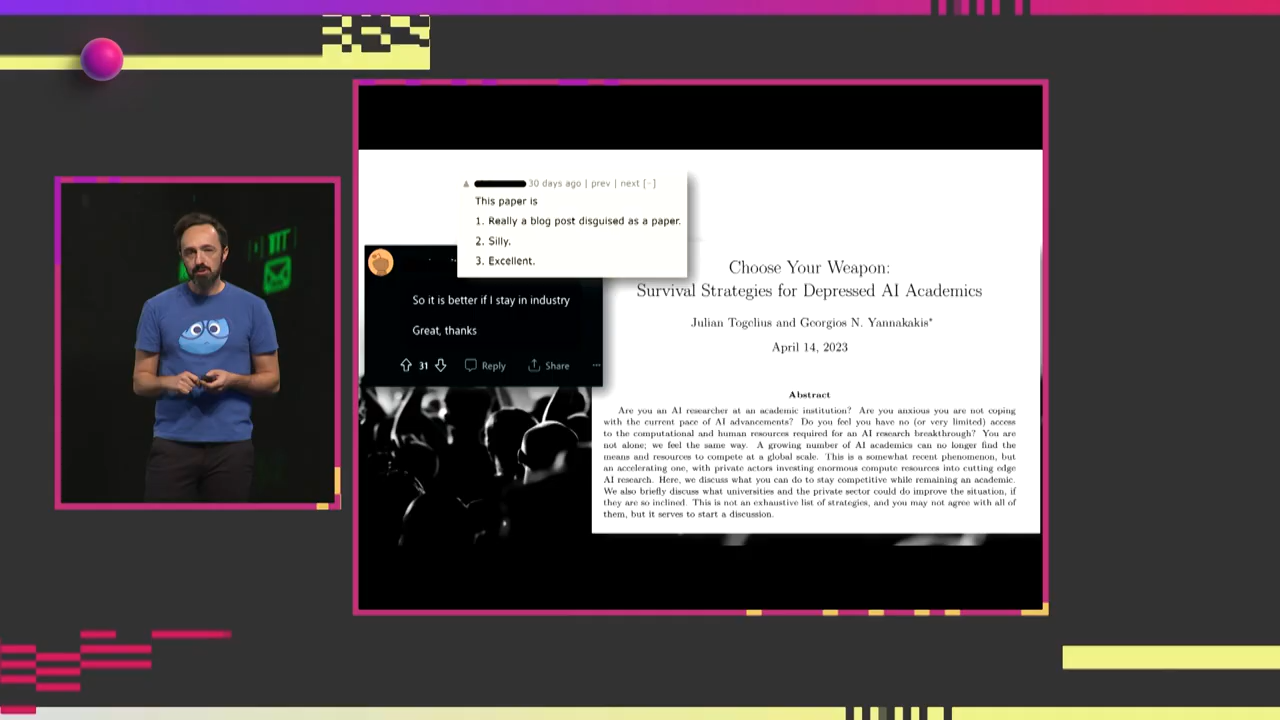 30 days ago | prev | next [-]
This paper is
1. Really a blog post disguised as a paper.
2. Silly.
3. Excellent.
So it is better if I stay in industry
Great, thanks
31 Reply Share ...
Choose Your Weapon:
Survival Strategies for Depressed AI Academics
Julian Togelius and Georgios N. Yannakakis*
April 14, 2023
Abstract
Are you an AI researcher at an academic institution? Are you anxious you are not coping
with the current pace of AI advancements? Do you feel you have no (or very limited) access
to the computational and human resources required for an AI research breakthrough? You are
not alone; we feel the same way. A growing number of AI academics can no longer find the
means and resources to compete at a global scale. This is a somewhat recent phenomenon, but
an accelerating one, with private actors investing enormous compute resources into cutting edge
AI research. Here, we discuss what you can do to stay competitive while remaining an academic.
We also briefly discuss what universities and the private sector could do improve the situation, if
they are so inclined. This is not an exhaustive list of strategies, and you may not agree with all of
them, but it serves to start a discussion.